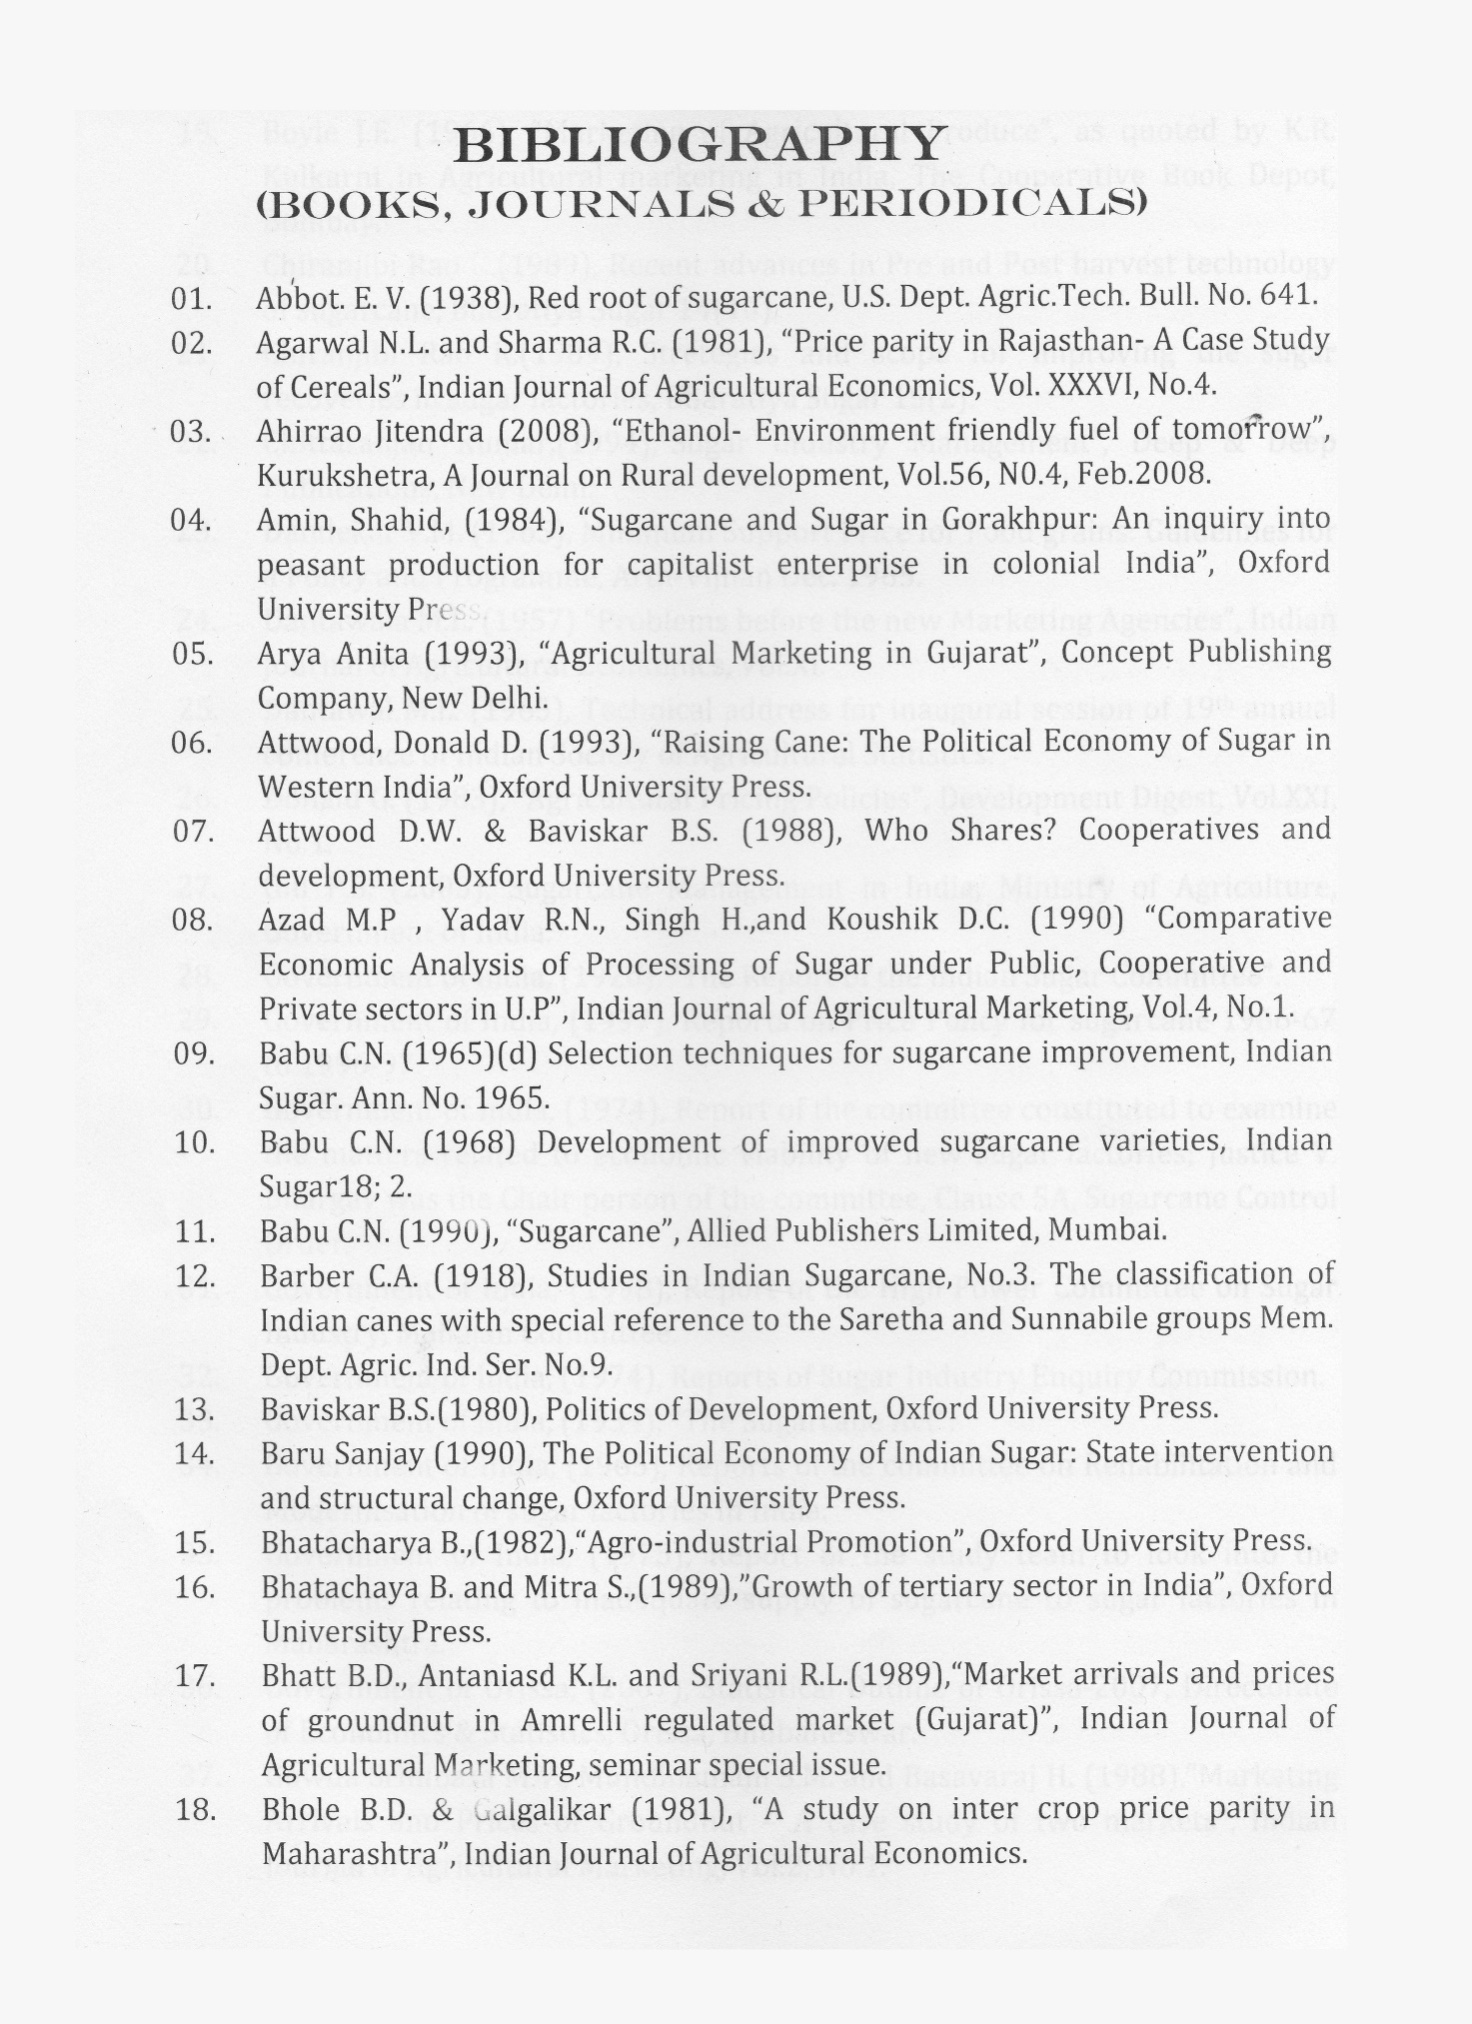 BIBLIOGRAPHY
(BOOKS, JOURNALS & PERIODICALS)
01. Abbot. E. V. (1938), Red root of sugarcane, U.S. Dept. Agric.Tech. Bull. No. 641.
02. Agarwal N.L. and Sharma R.C. (1981), “Price parity in Rajasthan- A Case Study
of Cereals”, Indian Journal of Agricultural Economics, Vol. XXXVI, No.4.
03. Ahirrao Jitendra (2008), “Ethanol- Environment friendly fuel of tomorrow”,
Kurukshetra, A Journal on Rural development, Vol.56, N0.4, Feb.2008.
04. Amin, Shahid, (1984), “Sugarcane and Sugar in Gorakhpur: An inquiry into
peasant production for capitalist enterprise in colonial India”, Oxford
University Press.
05. Arya Anita (1993), “Agricultural Marketing in Gujarat”, Concept Publishing
Company, New Delhi.
06. Attwood, Donald D. (1993), “Raising Cane: The Political Economy of Sugar in
Western India”, Oxford University Press.
07. Attwood D.W. & Baviskar B.S. (1988), Who Shares? Cooperatives and
development, Oxford University Press.
08. Azad M.P , Yadav R.N., Singh H.,and Koushik D.C. (1990) “Comparative
Economic Analysis of Processing of Sugar under Public, Cooperative and
Private sectors in U.P”, Indian Journal of Agricultural Marketing, Vol.4, No.1.
09. Babu C.N. (1965)(d) Selection techniques for sugarcane improvement, Indian
Sugar. Ann. No. 1965.
10. Babu C.N. (1968) Development of improved sugarcane varieties, Indian
Sugar18; 2.
11. Babu C.N. (1990), “Sugarcane”, Allied Publishers Limited, Mumbai.
12. Barber C.A. (1918), Studies in Indian Sugarcane, No.3. The classification of
Indian canes with special reference to the Saretha and Sunnabile groups Mem.
Dept. Agric. Ind. Ser. No.9.
13. Baviskar B.S.(1980), Politics of Development, Oxford University Press.
14. Baru Sanjay (1990), The Political Economy of Indian Sugar: State intervention
and structural change, Oxford University Press.
15. Bhatacharya B.,(1982),“Agro-industrial Promotion”, Oxford University Press.
16. Bhatachaya B. and Mitra S.,(1989),”Growth of tertiary sector in India”, Oxford
University Press.
17. Bhatt B.D., Antaniasd K.L. and Sriyani R.L.(1989),“Market arrivals and prices
of groundnut in Amrelli regulated market (Gujarat)”, Indian Journal of
Agricultural Marketing, seminar special issue.
18. Bhole B.D. & Galgalikar (1981), “A study on inter crop price parity in
Maharashtra”, Indian Journal of Agricultural Economics.